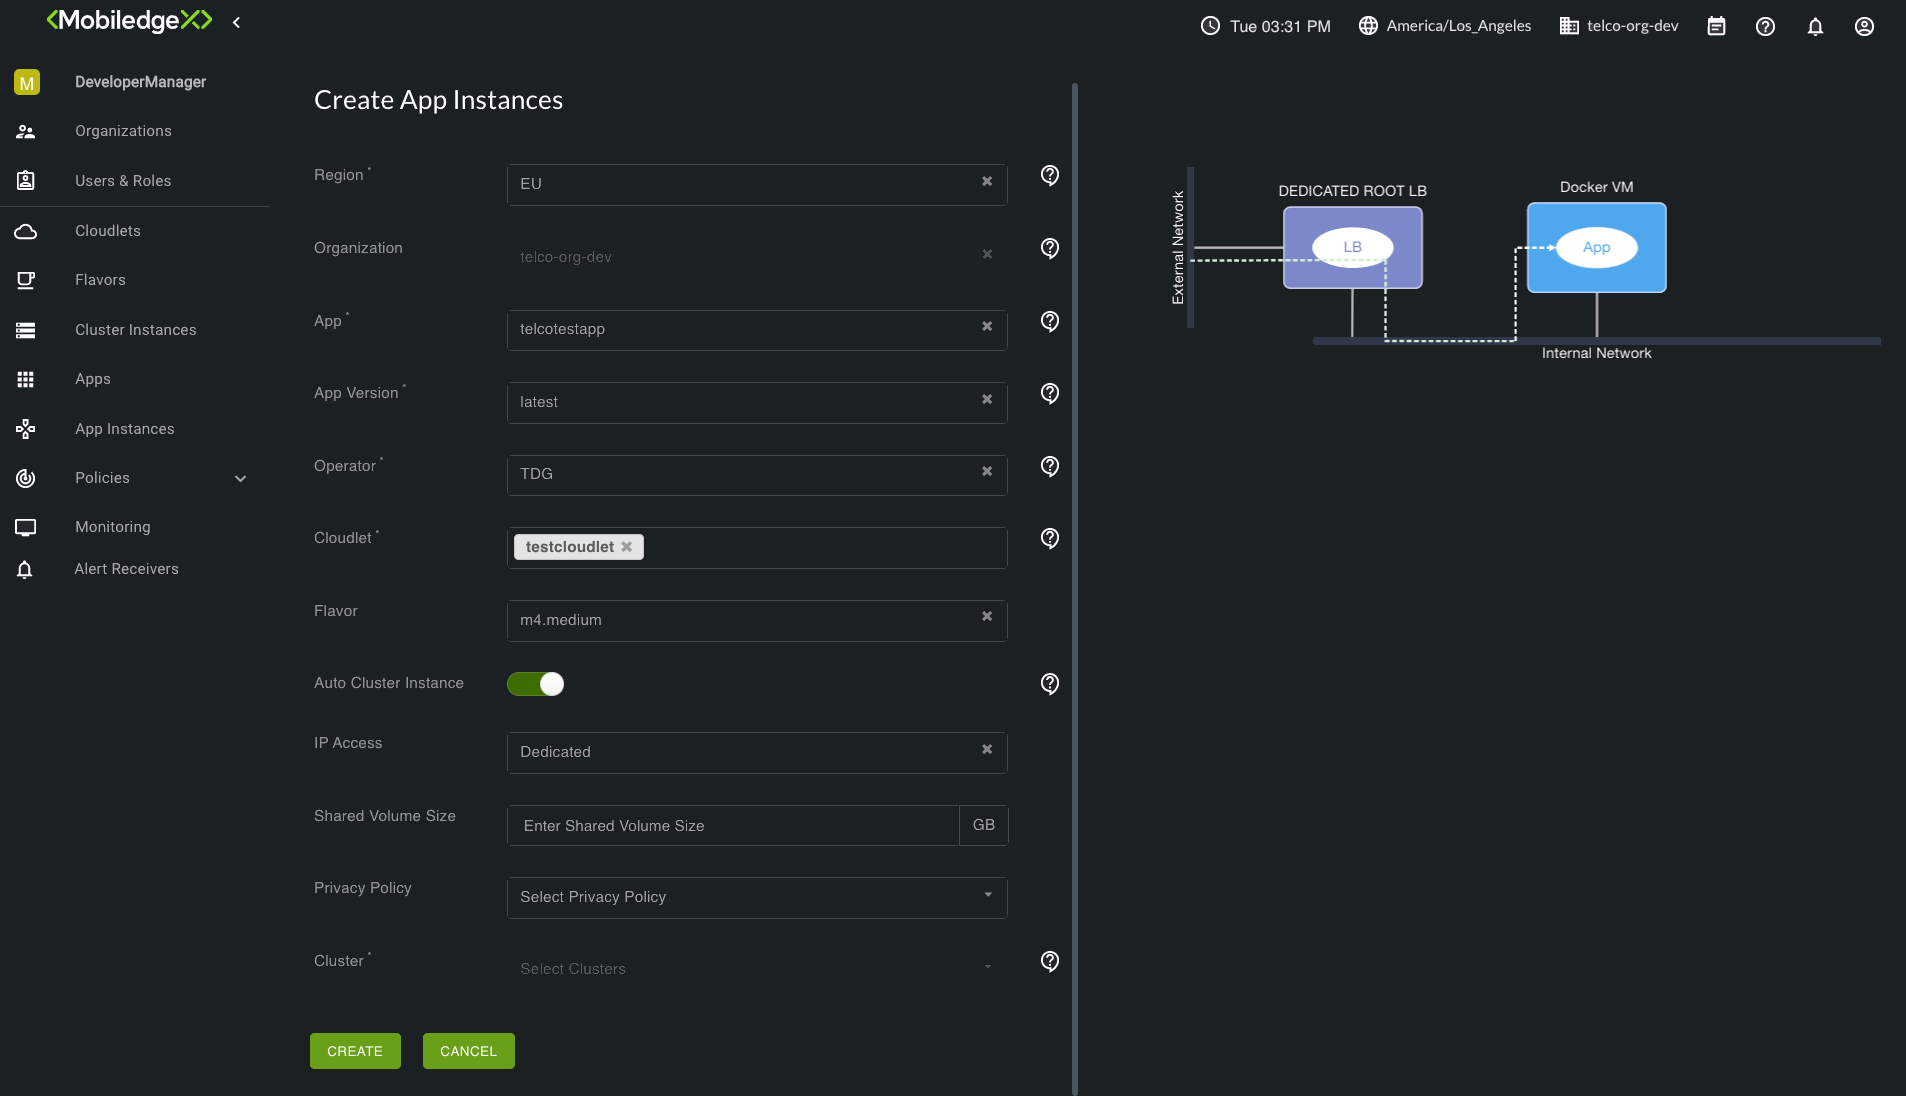 <MobiledgeX>
Tue 03:31 PM
America/Los_Angeles
telco-org-dev
M
DeveloperManager
Organizations
Users & Roles
Cloudlets
Flavors
Cluster Instances
Apps
App Instances
Policies
Monitoring
Alert Receivers
Create App Instances
Region *
EU
Organization
telco-org-dev
App *
telcotestapp
App Version *
latest
Operator *
TDG
Cloudlet *
testcloudlet
Flavor
m4.medium
Auto Cluster Instance
IP Access
Dedicated
Shared Volume Size
Enter Shared Volume Size
GB
Privacy Policy
Select Privacy Policy
Cluster *
Select Clusters
CREATE
CANCEL
External Network
DEDICATED ROOT LB
LB
Docker VM
App
Internal Network